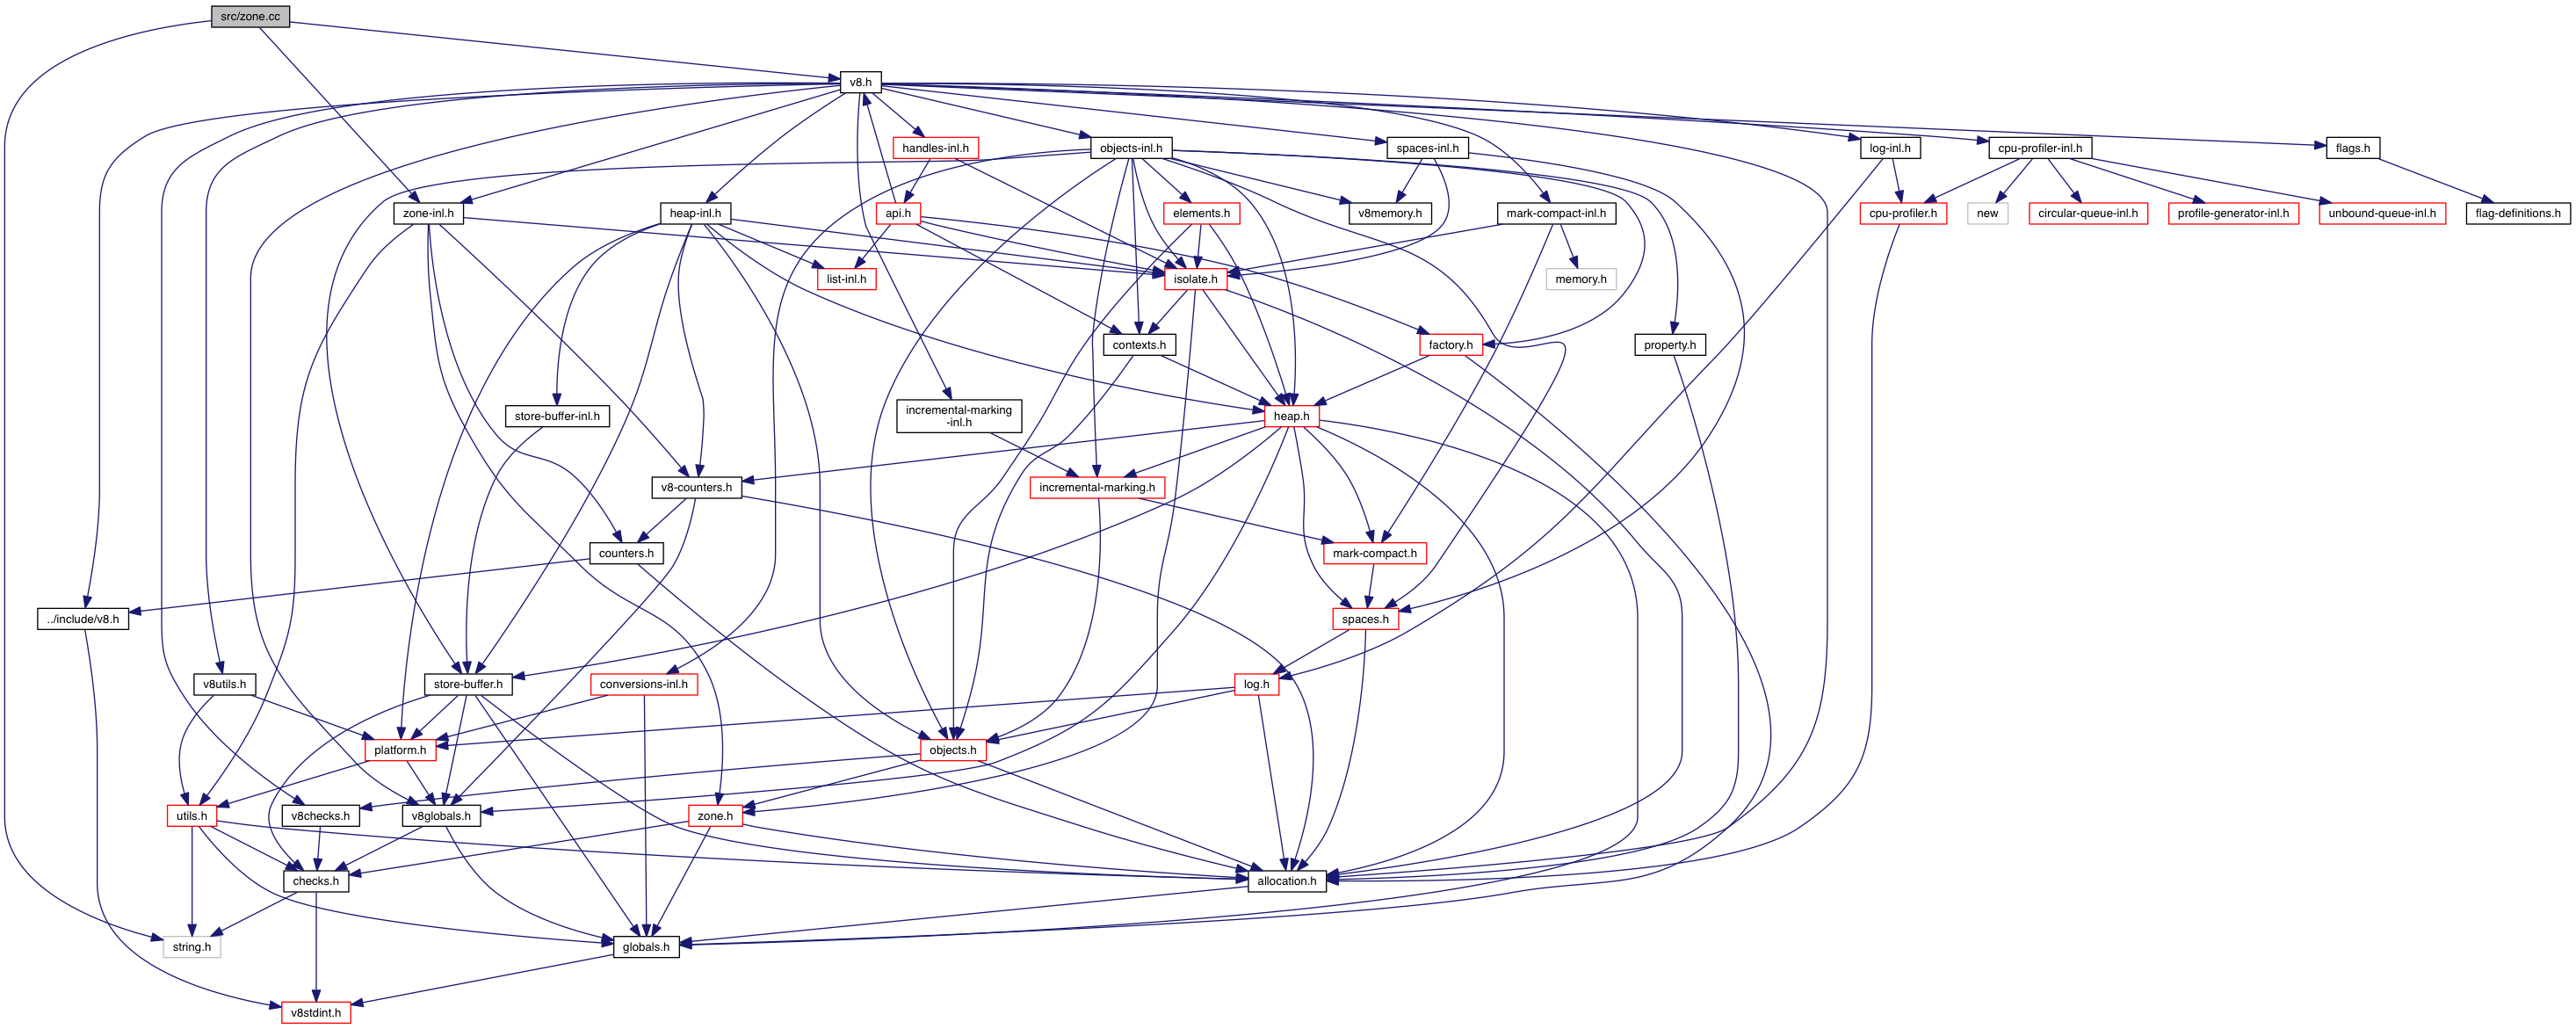 src/zone.cc
v8.h
handles-inl.h
objects-inl.h
spaces-inl.h
log-inl.h
cpu-profiler-inl.h
flags.h
zone-inl.h
heap-inl.h
api.h
elements.h
v8memory.h
mark-compact-inl.h
cpu-profiler.h
new
circular-queue-inl.h
profile-generator-inl.h
unbound-queue-inl.h
flag-definitions.h
list-inl.h
isolate.h
memory.h
contexts.h
factory.h
property.h
store-buffer-inl.h
incremental-marking
-inl.h
heap.h
v8-counters.h
incremental-marking.h
counters.h
mark-compact.h
../include/v8.h
spaces.h
v8utils.h
store-buffer.h
conversions-inl.h
log.h
platform.h
objects.h
utils.h
v8checks.h
v8globals.h
zone.h
checks.h
allocation.h
string.h
globals.h
v8stdint.h